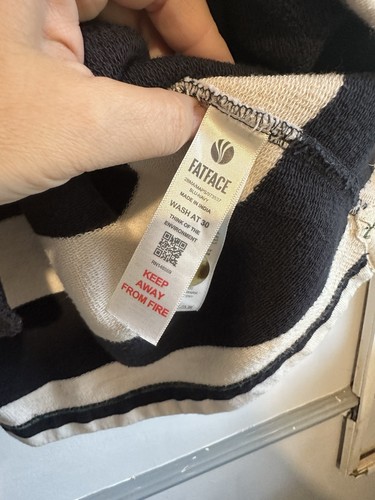 FATFACE
MADE IN INDIA
WASH AT 30
THINK OF THE
ENVIRONMENT
KEEP
AWAY
FROM FIRE